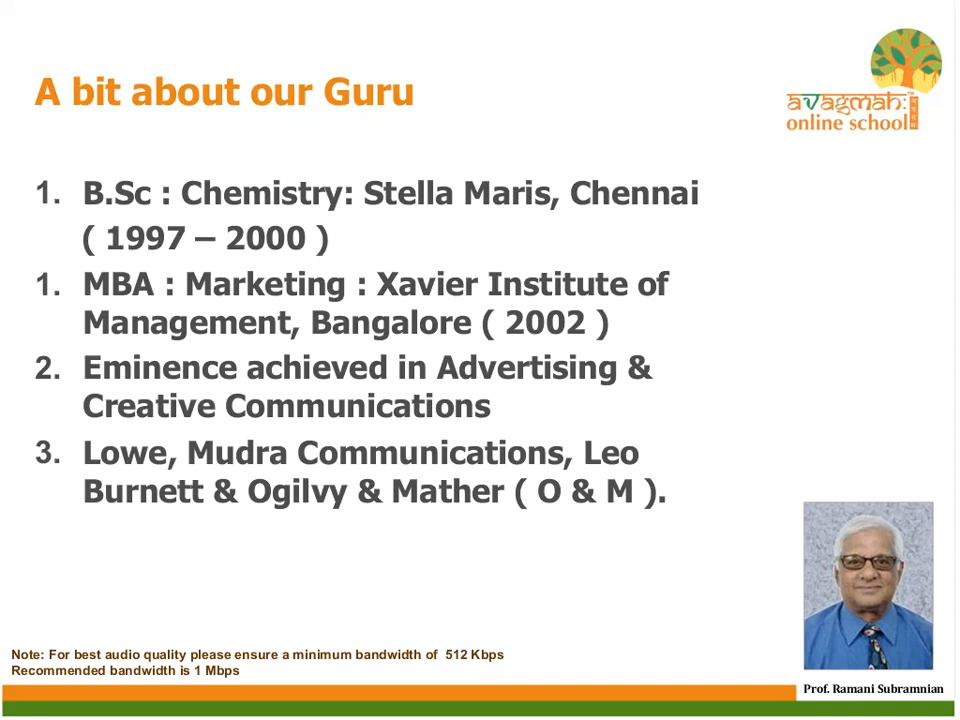 A bit about our Guru
avagmah:
online school
1. B.Sc : Chemistry: Stella Maris, Chennai
( 1997 – 2000 )
1. MBA : Marketing : Xavier Institute of
Management, Bangalore ( 2002 )
2. Eminence achieved in Advertising &
Creative Communications
3. Lowe, Mudra Communications, Leo
Burnett & Ogilvy & Mather ( O & M ).
Note: For best audio quality please ensure a minimum bandwidth of 512 Kbps
Recommended bandwidth is 1 Mbps
Prof. Ramani Subramnian